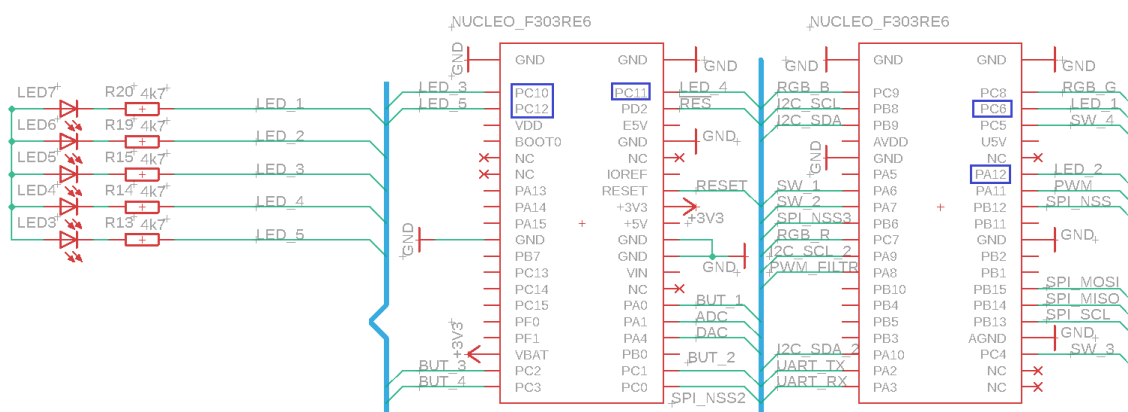 NUCLEO_F303RE6
NUCLEO_F303RE6
LED7
R20
4k7
LED_1
LED6
R19
4k7
LED_2
LED5
R15
4k7
LED_3
LED4
R14
4k7
LED_4
LED3
R13
4k7
LED_5
GND
GND
GND
GND
LED_3
PC10
PC11
LED_4
LED_5
PC12
PD2
RES
VDD
E5V
BOOT0
GND
GND
NC
NC
NC
IOREF
PA13
RESET
RESET
PA14
+3V3
+3V3
PA15
+5V
GND
GND
GND
PB7
GND
GND
PC13
VIN
PC14
NC
PC15
PA0
BUT_1
PF0
PA1
ADC
PF1
PA4
DAC
+3V3
VBAT
PB0
BUT_3
PC2
PC1
BUT_2
BUT_4
PC3
PC0
SPI_NSS2
GND
GND
GND
GND
RGB_B
PC9
PC8
RGB_G
I2C_SCL
PB8
PC6
LED_1
I2C_SDA
PB9
PC5
SW_4
AVDD
U5V
GND
GND
NC
PA5
PA12
LED_2
SW_1
PA6
PA11
PWM
SW_2
PA7
PB12
SPI_NSS
SPI_NSS3
PB6
PB11
RGB_R
PC7
GND
GND
I2C_SCL_2
PA9
PB2
PWM_FILTR
PA8
PB1
PB10
PB15
SPI_MOSI
PB4
PB14
SPI_MISO
PB5
PB13
SPI_SCL
PB3
AGND
GND
I2C_SDA_2
PA10
PC4
SW_3
UART_TX
PA2
NC
UART_RX
PA3
NC